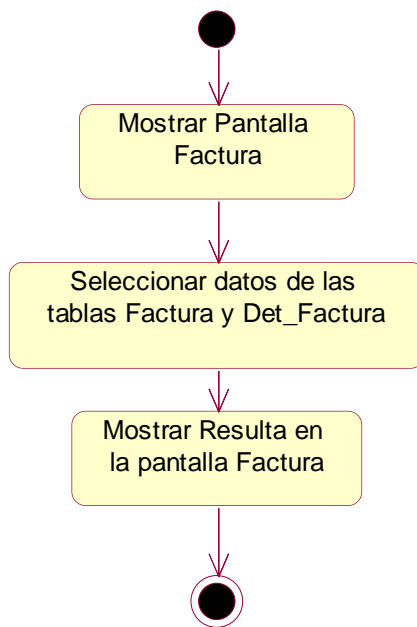 Mostrar Pantalla
Factura
Seleccionar datos de las
tablas Factura y Det_Factura
Mostrar Resulta en
la pantalla Factura